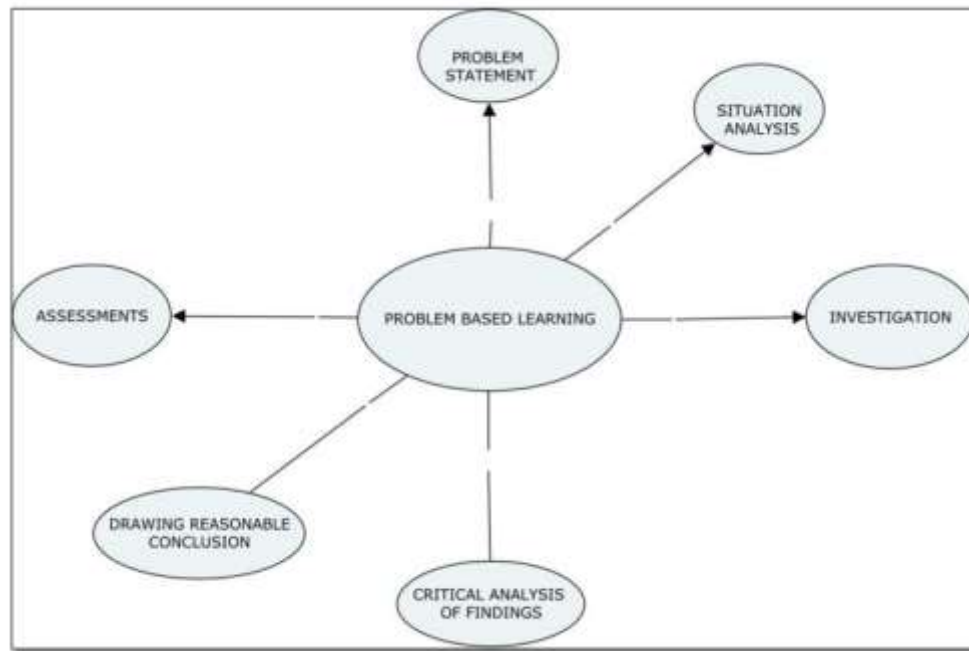 PROBLEM
STATEMENT
SITUATION
ANALYSIS
ASSESSMENTS
PROBLEM BASED LEARNING
INVESTIGATION
DRAWING REASONABLE
CONCLUSION
CRITICAL ANALYSIS
OF FINDINGS